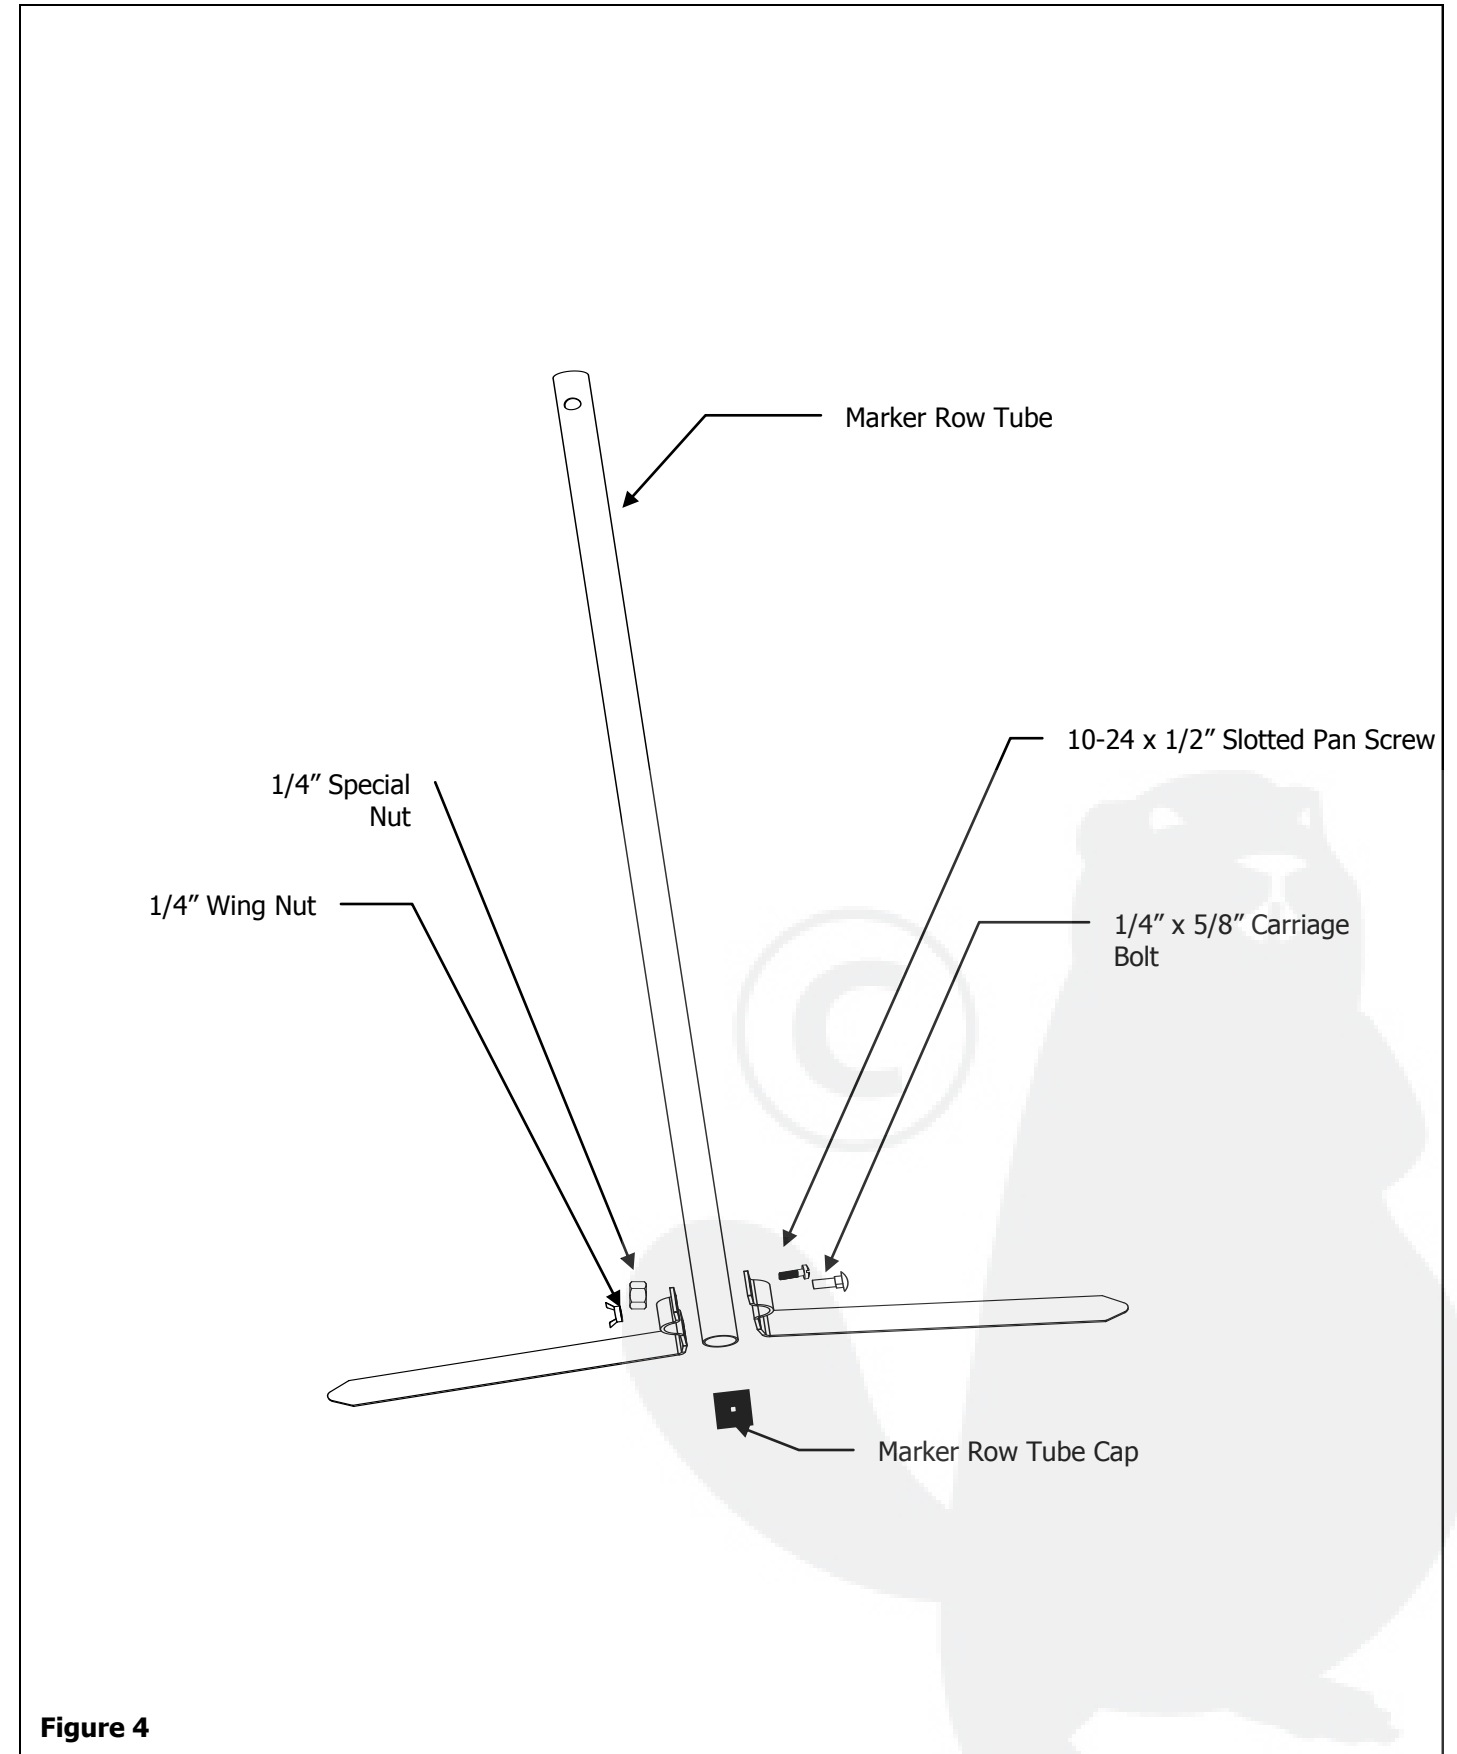 Marker Row Tube
10-24 x 1/2” Slotted Pan Screw
1/4” Special
Nut
1/4” Wing Nut
1/4” x 5/8” Carriage
Bolt
©
Marker Row Tube Cap
Figure 4